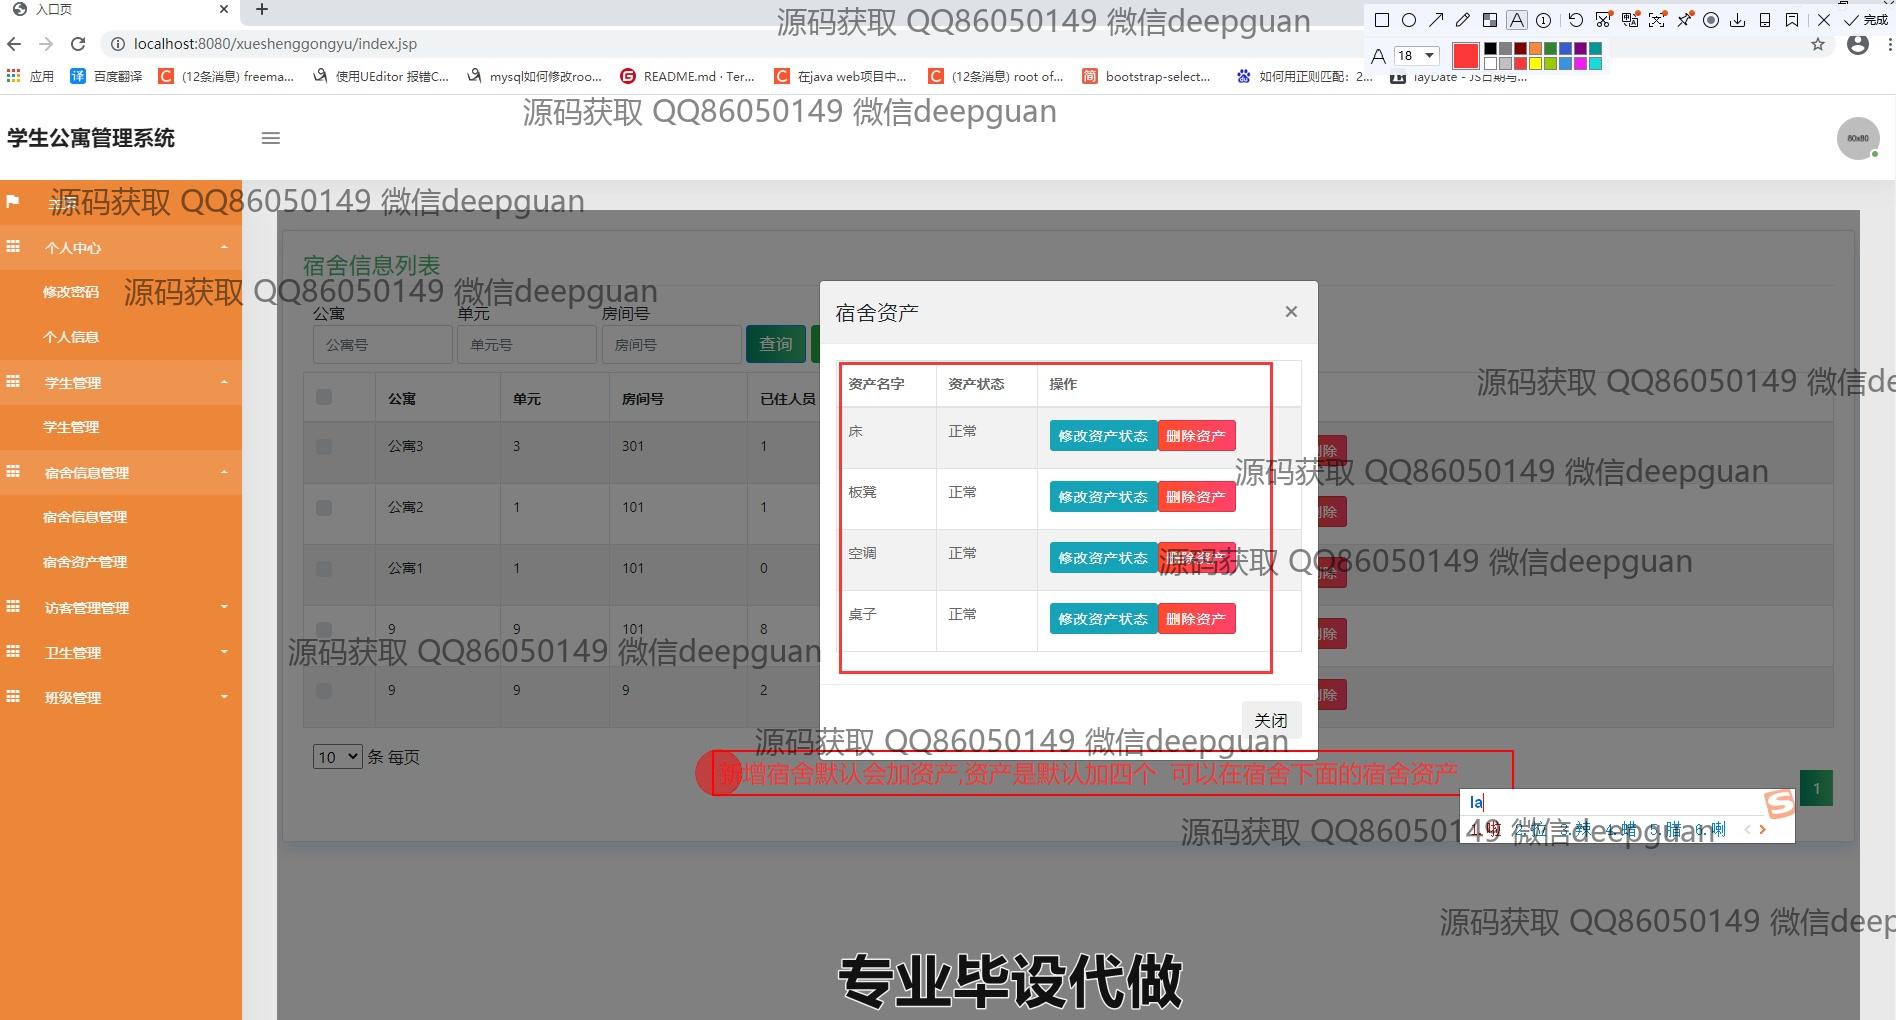 入口页
源码获取 QQ86050149 微信deepguan
完成
localhost:8080/xueshenggongyu/index.jsp
A 18
应用 百度翻译 (12条消息) freema... 使用UEditor 报错C... mysql如何修改roo... README.md · Ter... 在java web项目中... (12条消息) root of... bootstrap-select... 如何用正则匹配：2... layDate - JS日期与...
源码获取 QQ86050149 微信deepguan
学生公寓管理系统
80x80
源码获取 QQ86050149 微信deepguan
个人中心
修改密码
个人信息
学生管理
学生管理
宿舍信息管理
宿舍信息管理
宿舍资产管理
访客管理管理
卫生管理
班级管理
宿舍信息列表
源码获取 QQ86050149 微信deepguan
公寓 单元 房间号
公寓号 单元号 房间号 查询
公寓 单元 房间号 已住人员
公寓3 3 301 1
公寓2 1 101 1
公寓1 1 101 0
9 9 101 8
9 9 9 2
源码获取 QQ86050149 微信deepguan
10 条 每页
宿舍资产 ×
资产名字 资产状态 操作
床 正常 修改资产状态 删除资产
板凳 正常 修改资产状态 删除资产
空调 正常 修改资产状态 删除资产
桌子 正常 修改资产状态 删除资产
关闭
源码获取 QQ86050149 微信de
源码获取 QQ86050149 微信deepguan
源码获取 QQ86050149 微信deepguan
除
除
除
除
除
源码获取 QQ86050149 微信deepguan
新增宿舍默认会加资产,资产是默认加四个 可以在宿舍下面的宿舍资产
1
la
1.啦 2.拉 3.辣 4.蜡 5.腊 6.喇
源码获取 QQ86050149 微信deepguan
源码获取 QQ86050149 微信deep
专业毕设代做